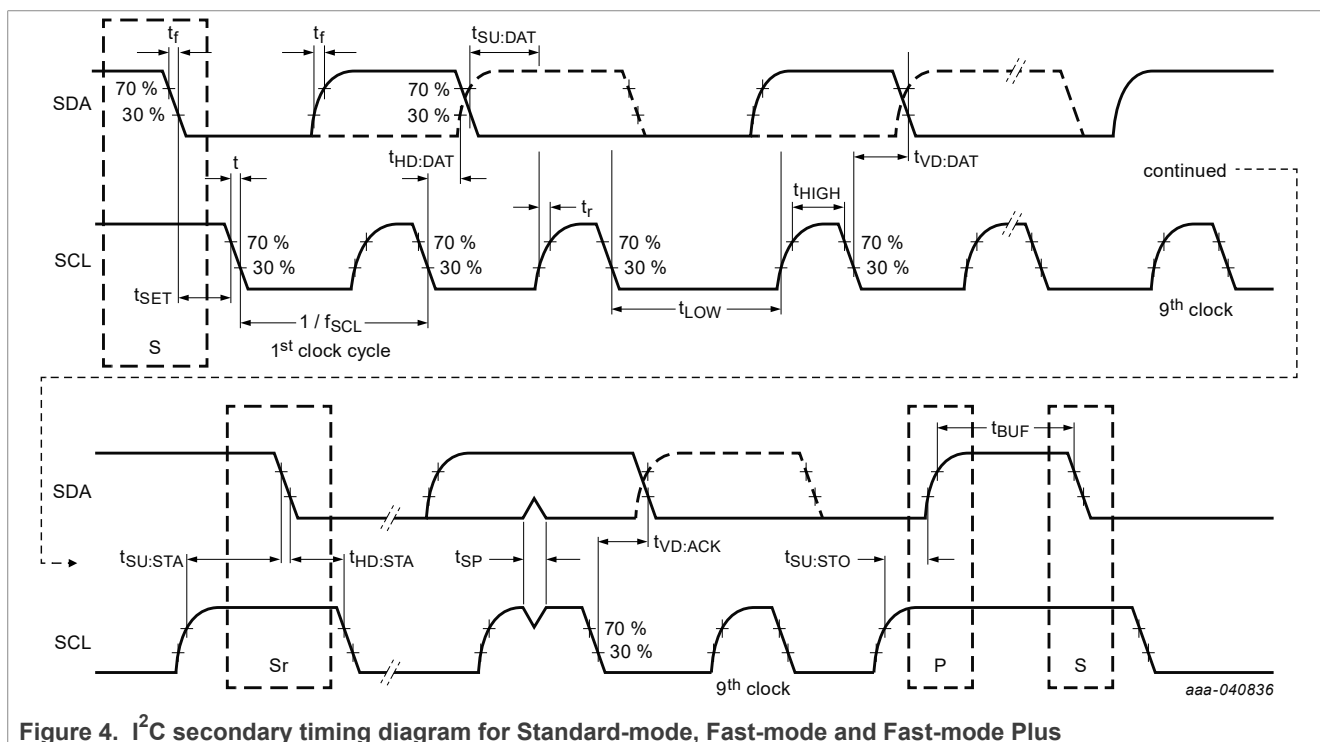 tf
tf
tSU:DAT
SDA
70 %
30 %
70 %
30 %
t
tHD:DAT
tVD:DAT
continued
tHIGH
tr
SCL
70 %
30 %
70 %
30 %
70 %
30 %
70 %
30 %
tSET
tLOW
1 / fSCL
9th clock
S
1st clock cycle
tBUF
SDA
tSU:STA
tHD:STA
tSP
tVD:ACK
tSU:STO
SCL
70 %
30 %
Sr
9th clock
P
S
aaa-040836
Figure 4. I2C secondary timing diagram for Standard-mode, Fast-mode and Fast-mode Plus